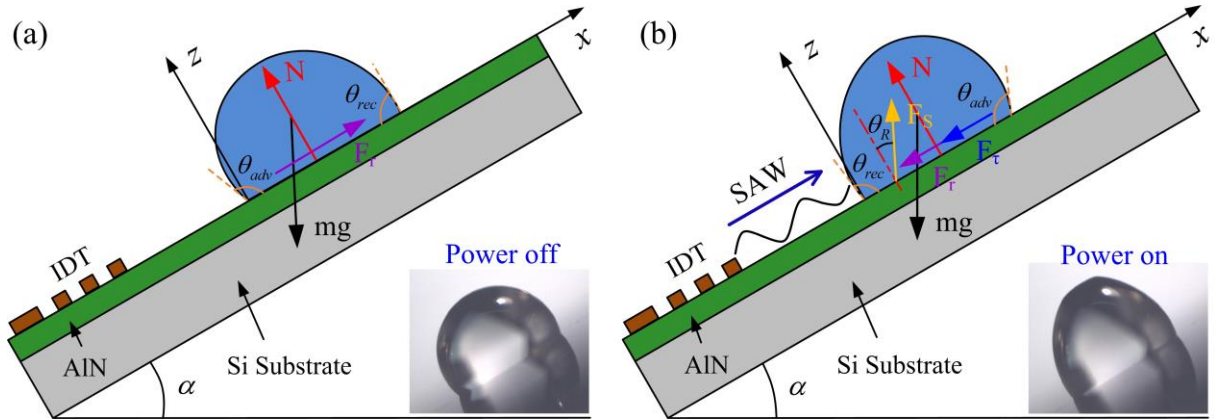 (a)
z
x
N
θrec
θadv
Fr
mg
IDT
AlN
Si Substrate
α
Power off
(b)
z
x
N
θadv
FS
θR
θrec
Fτ
Fr
SAW
mg
IDT
AlN
Si Substrate
α
Power on